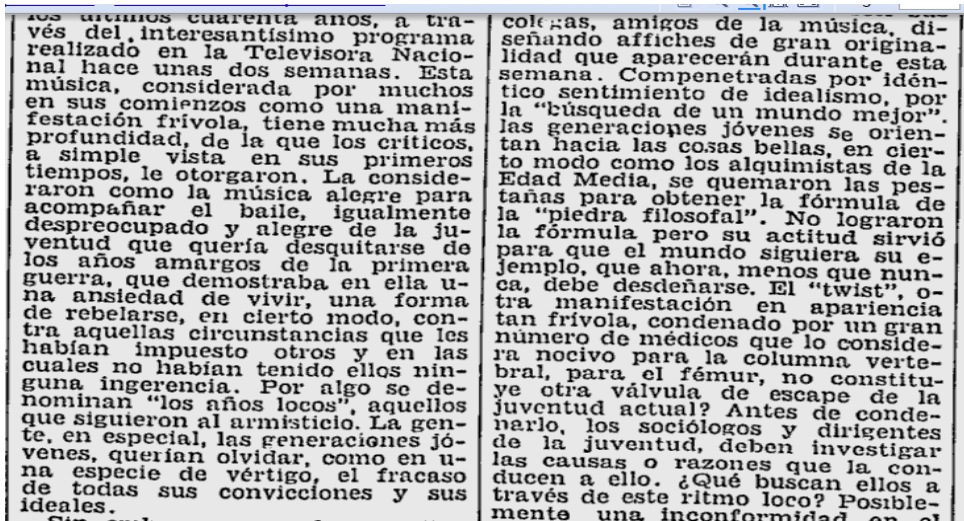 los últimos cuarenta años, a tra-
vés del interesantísimo programa
realizado en la Televisora Nacio-
nal hace unas dos semanas. Esta
música, considerada por muchos
en sus comienzos como una mani-
festación frívola, tiene mucha más
profundidad, de la que los críticos,
a simple vista en sus primeros
tiempos, le otorgaron. La conside-
raron como la música alegre para
acompañar el baile, igualmente
despreocupado y alegre de la ju-
ventud que quería desquitarse de
los años amargos de la primera
guerra, que demostraba en ella u-
na ansiedad de vivir, una forma
de rebelarse, en cierto modo, con-
tra aquellas circunstancias que les
habían impuesto otros y en las
cuales no habían tenido ellos nin-
guna ingerencia. Por algo se de-
nominan "los años locos", aquellos
que siguieron al armisticio. La gen-
te, en especial, las generaciones jó-
venes, querían olvidar, como en u-
na especie de vértigo, el fracaso
de todas sus convicciones y sus
ideales.
colegas, amigos de la música, di-
señando affiches de gran origina-
lidad que aparecerán durante esta
semana. Compenetradas por idén-
tico sentimiento de idealismo, por
la "búsqueda de un mundo mejor".
las generaciones jóvenes se orien-
tan hacia las cosas bellas, en cier-
to modo como los alquimistas de la
Edad Media, se quemaron las pes-
tañas para obtener la fórmula de
la "piedra filosofal". No lograron
la fórmula pero su actitud sirvió
para que el mundo siguiera su e-
jemplo, que ahora, menos que nun-
ca, debe desdeñarse. El "twist", o-
tra manifestación en apariencia
tan frívola, condenado por un gran
número de médicos que lo conside-
ra nocivo para la columna verte-
bral, para el fémur, no constitu-
ye otra válvula de escape de la
juventud actual? Antes de conde-
narlo, los sociólogos y dirigentes
de la juventud, deben investigar
las causas o razones que la con-
ducen a ello. ¿Qué buscan ellos a
través de este ritmo loco? Posible-
mente una inconformidad en el